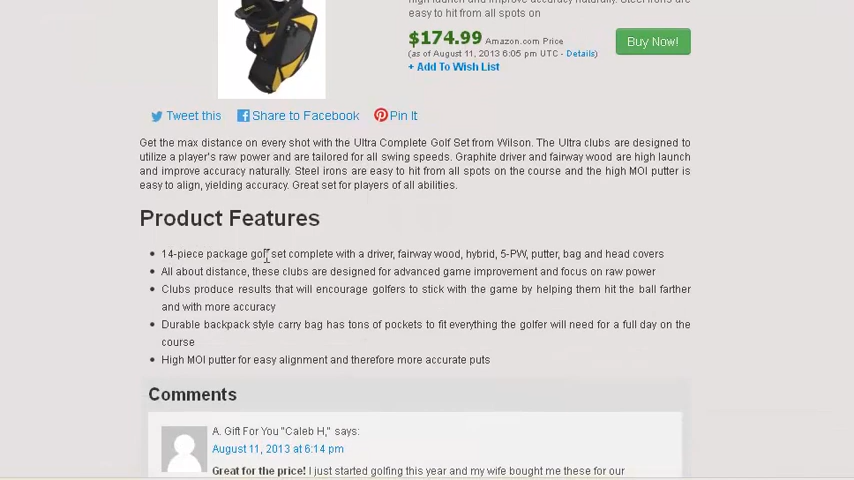 high launch and improve accuracy naturally. Steel irons are
easy to hit from all spots on
$174.99 Amazon.com Price
(as of August 11, 2013 6:05 pm UTC - Details)
Buy Now!
+ Add To Wish List
Tweet this Share to Facebook Pin It
Get the max distance on every shot with the Ultra Complete Golf Set from Wilson. The Ultra clubs are designed to
utilize a player's raw power and are tailored for all swing speeds. Graphite driver and fairway wood are high launch
and improve accuracy naturally. Steel irons are easy to hit from all spots on the course and the high MOI putter is
easy to align, yielding accuracy. Great set for players of all abilities.
Product Features
• 14-piece package golf set complete with a driver, fairway wood, hybrid, 5-PW, putter, bag and head covers
• All about distance, these clubs are designed for advanced game improvement and focus on raw power
• Clubs produce results that will encourage golfers to stick with the game by helping them hit the ball farther
and with more accuracy
• Durable backpack style carry bag has tons of pockets to fit everything the golfer will need for a full day on the
course
• High MOI putter for easy alignment and therefore more accurate puts
Comments
A. Gift For You "Caleb H," says:
August 11, 2013 at 6:14 pm
Great for the price! I just started golfing this year and my wife bought me these for our